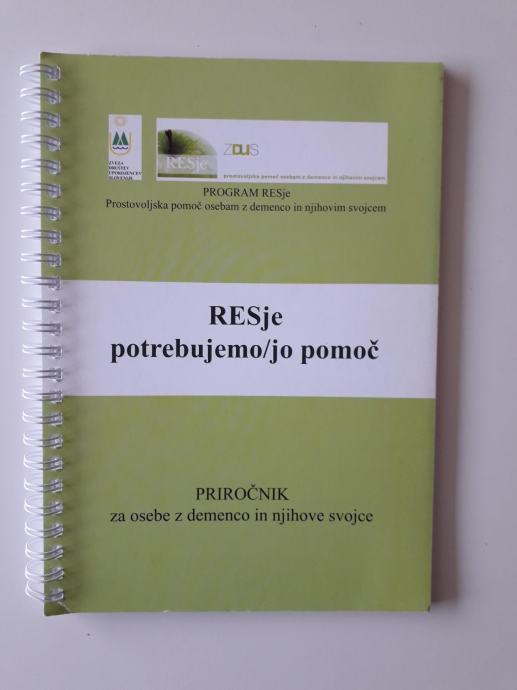 ZVEZA
DRUŠTEV
UPOKOJENCEV
SLOVENIJE
RESje
ZDUS
prostovoljska pomoč osebam z demenco in njihovim svojcem
PROGRAM RESje
Prostovoljska pomoč osebam z demenco in njihovim svojcem
RESje
potrebujemo/jo pomoč
PRIROČNIK
za osebe z demenco in njihove svojce